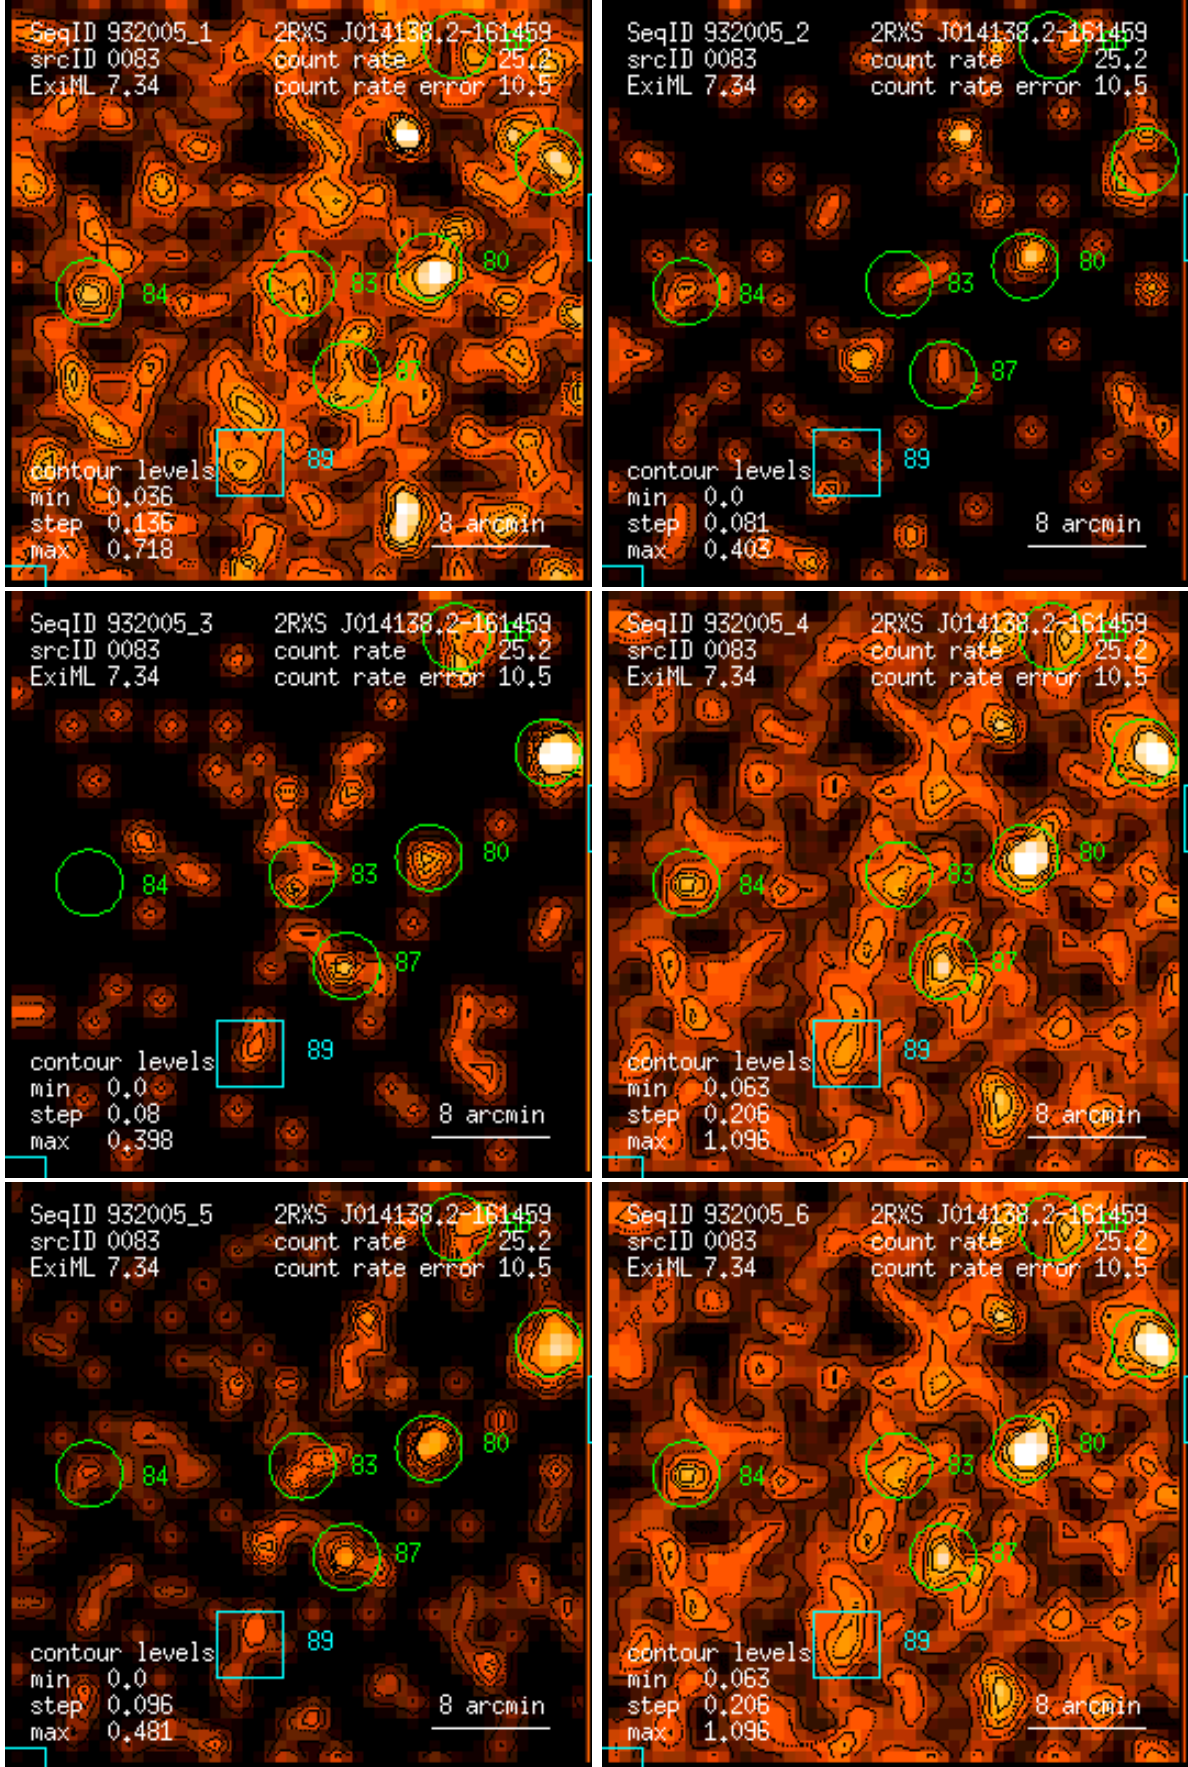 SeqID 932005_1 2RXS J014138.2-161459
srcID 0083 count rate 25.2
ExiML 7.34 count rate error 10.5
80
83
84
87
89
contour levels
min 0.036
step 0.136
max 0.718
8 arcmin
SeqID 932005_2 2RXS J014138.2-161459
srcID 0083 count rate 25.2
ExiML 7.34 count rate error 10.5
80
83
84
87
89
contour levels
min 0.0
step 0.081
max 0.403
8 arcmin
SeqID 932005_3 2RXS J014138.2-161459
srcID 0083 count rate 25.2
ExiML 7.34 count rate error 10.5
80
83
84
87
89
contour levels
min 0.0
step 0.08
max 0.398
8 arcmin
SeqID 932005_4 2RXS J014138.2-161459
srcID 0083 count rate 25.2
ExiML 7.34 count rate error 10.5
80
83
84
87
89
contour levels
min 0.063
step 0.206
max 1.096
8 arcmin
SeqID 932005_5 2RXS J014138.2-161459
srcID 0083 count rate 25.2
ExiML 7.34 count rate error 10.5
80
83
84
87
89
contour levels
min 0.0
step 0.096
max 0.481
8 arcmin
SeqID 932005_6 2RXS J014138.2-161459
srcID 0083 count rate 25.2
ExiML 7.34 count rate error 10.5
80
83
84
87
89
contour levels
min 0.063
step 0.206
max 1.096
8 arcmin